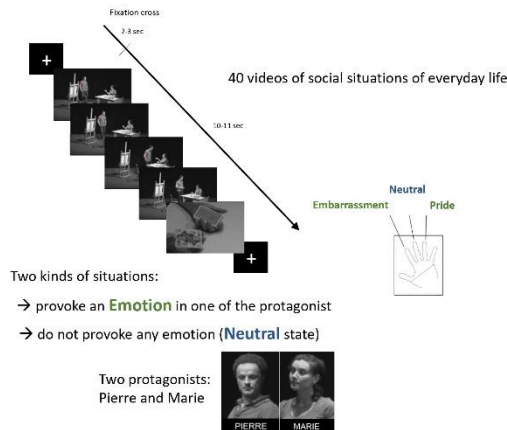 Fixation cross
2-3 sec
40 videos of social situations of everyday life
10-11 sec
Neutral
Embarrassment
Pride
Two kinds of situations:
→ provoke an Emotion in one of the protagonist
→ do not provoke any emotion (Neutral state)
Two protagonists:
Pierre and Marie
PIERRE
MARIE